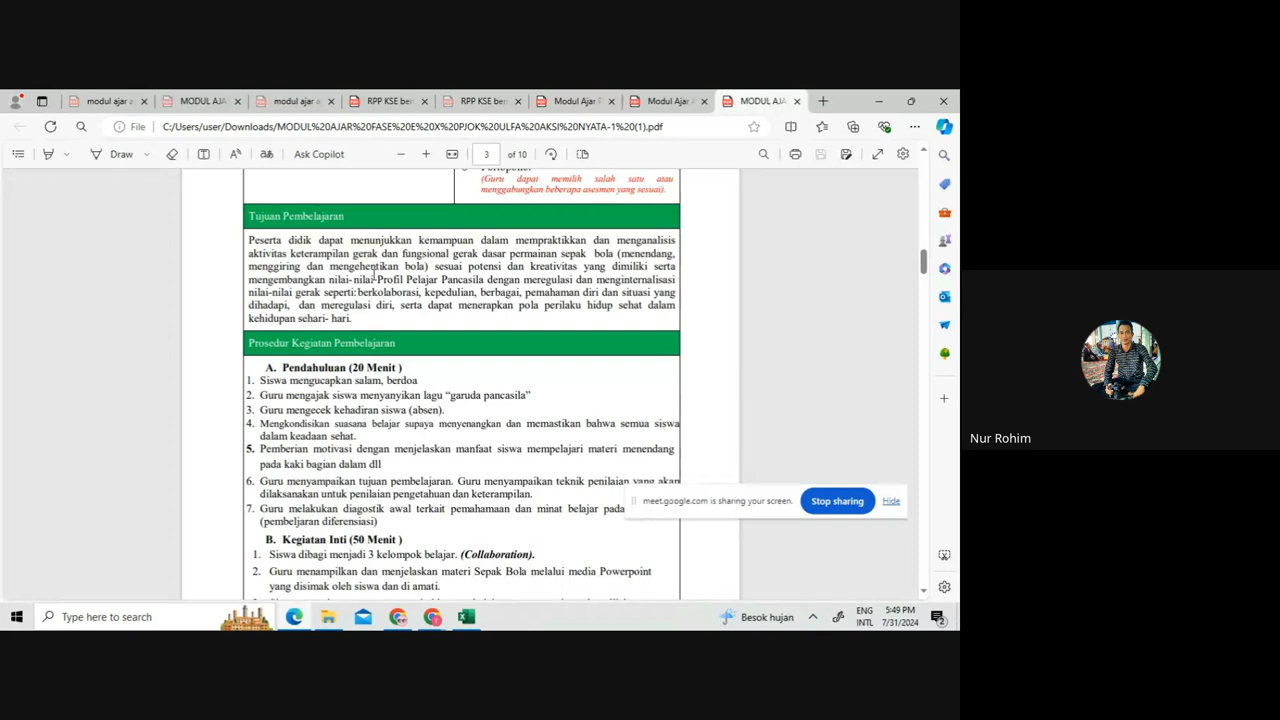 modul ajar a
MODUL AJA
modul ajar a
RPP KSE ber
RPP KSE ber
Modul Ajar
Modul Ajar
MODUL AJA
File
C:/Users/user/Downloads/MODUL%20AJAR%20FASE%20E%20X%20PJOK%20ULFA%20AKSI%20NYATA-1%20(1).pdf
Draw
Ask Copilot
3
of 10
(Guru dapat memilih salah satu atau
menggabungkan beberapa asesmen yang sesuai).
Tujuan Pembelajaran
Peserta didik dapat menunjukkan kemampuan dalam mempraktikkan dan menganalisis
aktivitas keterampilan gerak dan fungsional gerak dasar permainan sepak bola (menendang,
menggiring dan mengehentikan bola) sesuai potensi dan kreativitas yang dimiliki serta
mengembangkan nilai-nilai Profil Pelajar Pancasila dengan meregulasi dan menginternalisasi
nilai-nilai gerak seperti:berkolaborasi, kepedulian, berbagai, pemahaman diri dan situasi yang
dihadapi, dan meregulasi diri, serta dapat menerapkan pola perilaku hidup sehat dalam
kehidupan sehari- hari.
Prosedur Kegiatan Pembelajaran
A. Pendahuluan (20 Menit )
1. Siswa mengucapkan salam, berdoa
2. Guru mengajak siswa menyanyikan lagu “garuda pancasila”
3. Guru mengecek kehadiran siswa (absen).
4. Mengkondisikan suasana belajar supaya menyenangkan dan memastikan bahwa semua siswa
dalam keadaan sehat.
5. Pemberian motivasi dengan menjelaskan manfaat siswa mempelajari materi menendang
pada kaki bagian dalam dll
6. Guru menyampaikan tujuan pembelajaran. Guru menyampaikan teknik penilaian yang akan
dilaksanakan untuk penilaian pengetahuan dan keterampilan.
7. Guru melakukan diagostik awal terkait pemahamaan dan minat belajar pada
(pembeljaran diferensiasi)
B. Kegiatan Inti (50 Menit )
1. Siswa dibagi menjadi 3 kelompok belajar. (Collaboration).
2. Guru menampilkan dan menjelaskan materi Sepak Bola melalui media Powerpoint
yang disimak oleh siswa dan di amati.
meet.google.com is sharing your screen.
Stop sharing
Hide
Nur Rohim
Type here to search
Besok hujan
ENG
INTL
5:49 PM
7/31/2024
2